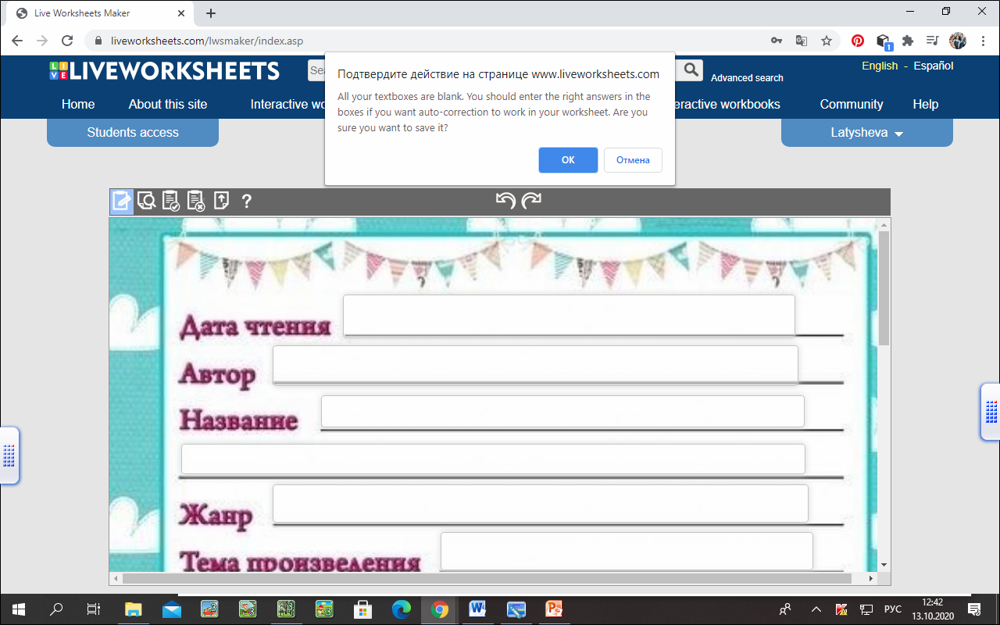 Live Worksheets Maker
liveworksheets.com/lwsmaker/index.asp
1
LIVE LIVEWORKSHEETS
Sea
Advanced search
English - Español
Home
About this site
Interactive wo
eractive workbooks
Community
Help
Students access
Latysheva
Подтвердите действие на странице www.liveworksheets.com
All your textboxes are blank. You should enter the right answers in the
boxes if you want auto-correction to work in your worksheet. Are you
sure you want to save it?
ОК
Отмена
?
Дата чтения
Автор
Название
Жанр
Тема произведения
РУС
12:42
13.10.2020